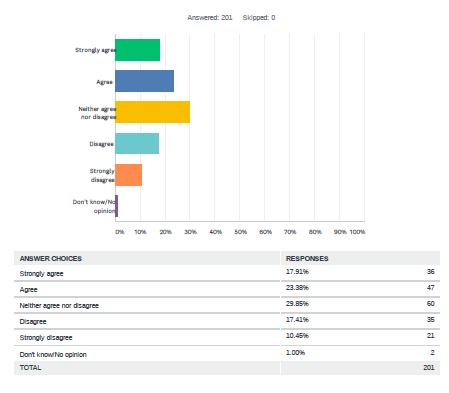 Answered: 201 Skipped: 0
Strongly agree
Agree
Neither agree
nor disagree
Disagree
Strongly
disagree
Don't know/No
opinion
0% 10% 20% 30% 40% 50% 60% 70% 80% 90% 100%
ANSWER CHOICES RESPONSES
Strongly agree 17.91% 36
Agree 23.38% 47
Neither agree nor disagree 29.85% 60
Disagree 17.41% 35
Strongly disagree 10.45% 21
Don't know/No opinion 1.00% 2
TOTAL 201